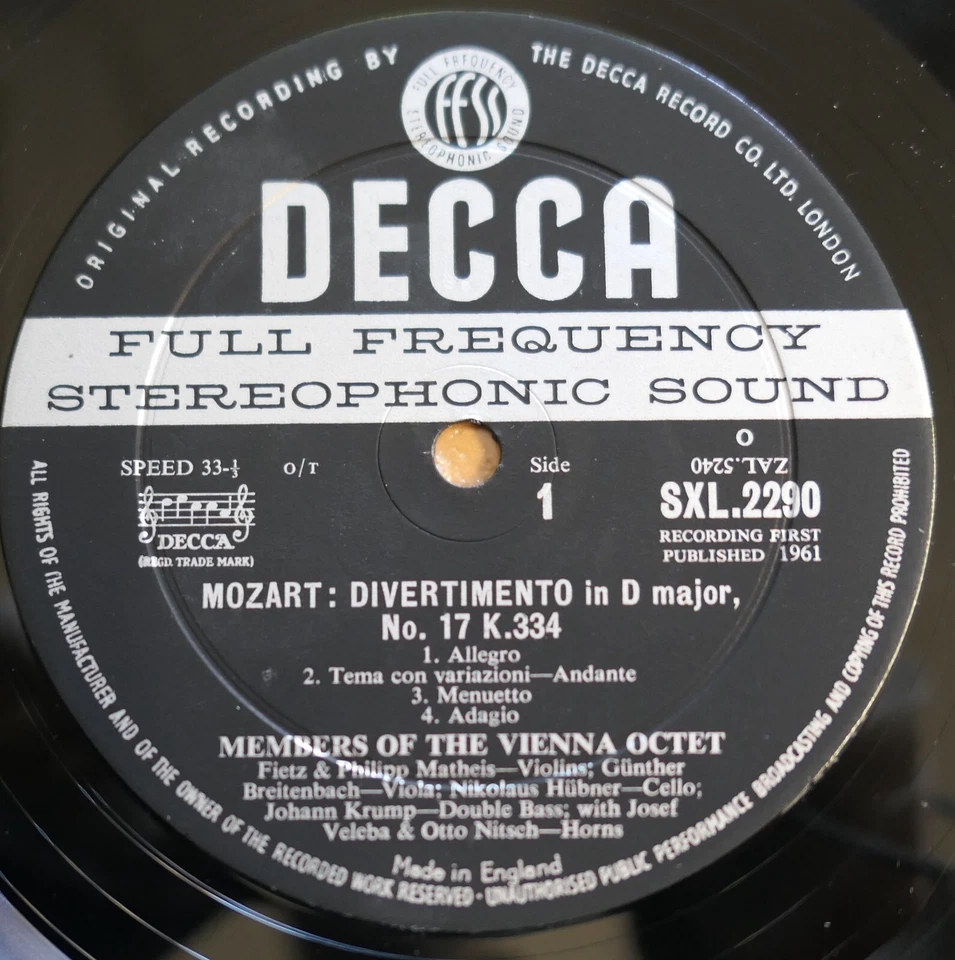 ORIGINAL RECORDING BY THE DECCA RECORD CO. LTD. LONDON
FULL FREQUENCY STEREOPHONIC SOUND
FFSS
DECCA
FULL FREQUENCY
STEREOPHONIC SOUND
SPEED 33-⅓ O/T
DECCA
(REGD. TRADE MARK)
Side
1
O
ZAL.5240
SXL.2290
RECORDING FIRST
PUBLISHED 1961
MOZART: DIVERTIMENTO in D major,
No. 17 K.334
1. Allegro
2. Tema con variazioni—Andante
3. Menuetto
4. Adagio
MEMBERS OF THE VIENNA OCTET
Fietz & Philipp Matheis—Violins; Günther
Breitenbach—Viola; Nikolaus Hübner—Cello;
Johann Krump—Double Bass; with Josef
Veleba & Otto Nitsch—Horns
Made in England
ALL RIGHTS OF THE MANUFACTURER AND OF THE OWNER OF THE RECORDED WORK RESERVED · UNAUTHORISED PUBLIC PERFORMANCE BROADCASTING AND COPYING OF THIS RECORD PROHIBITED